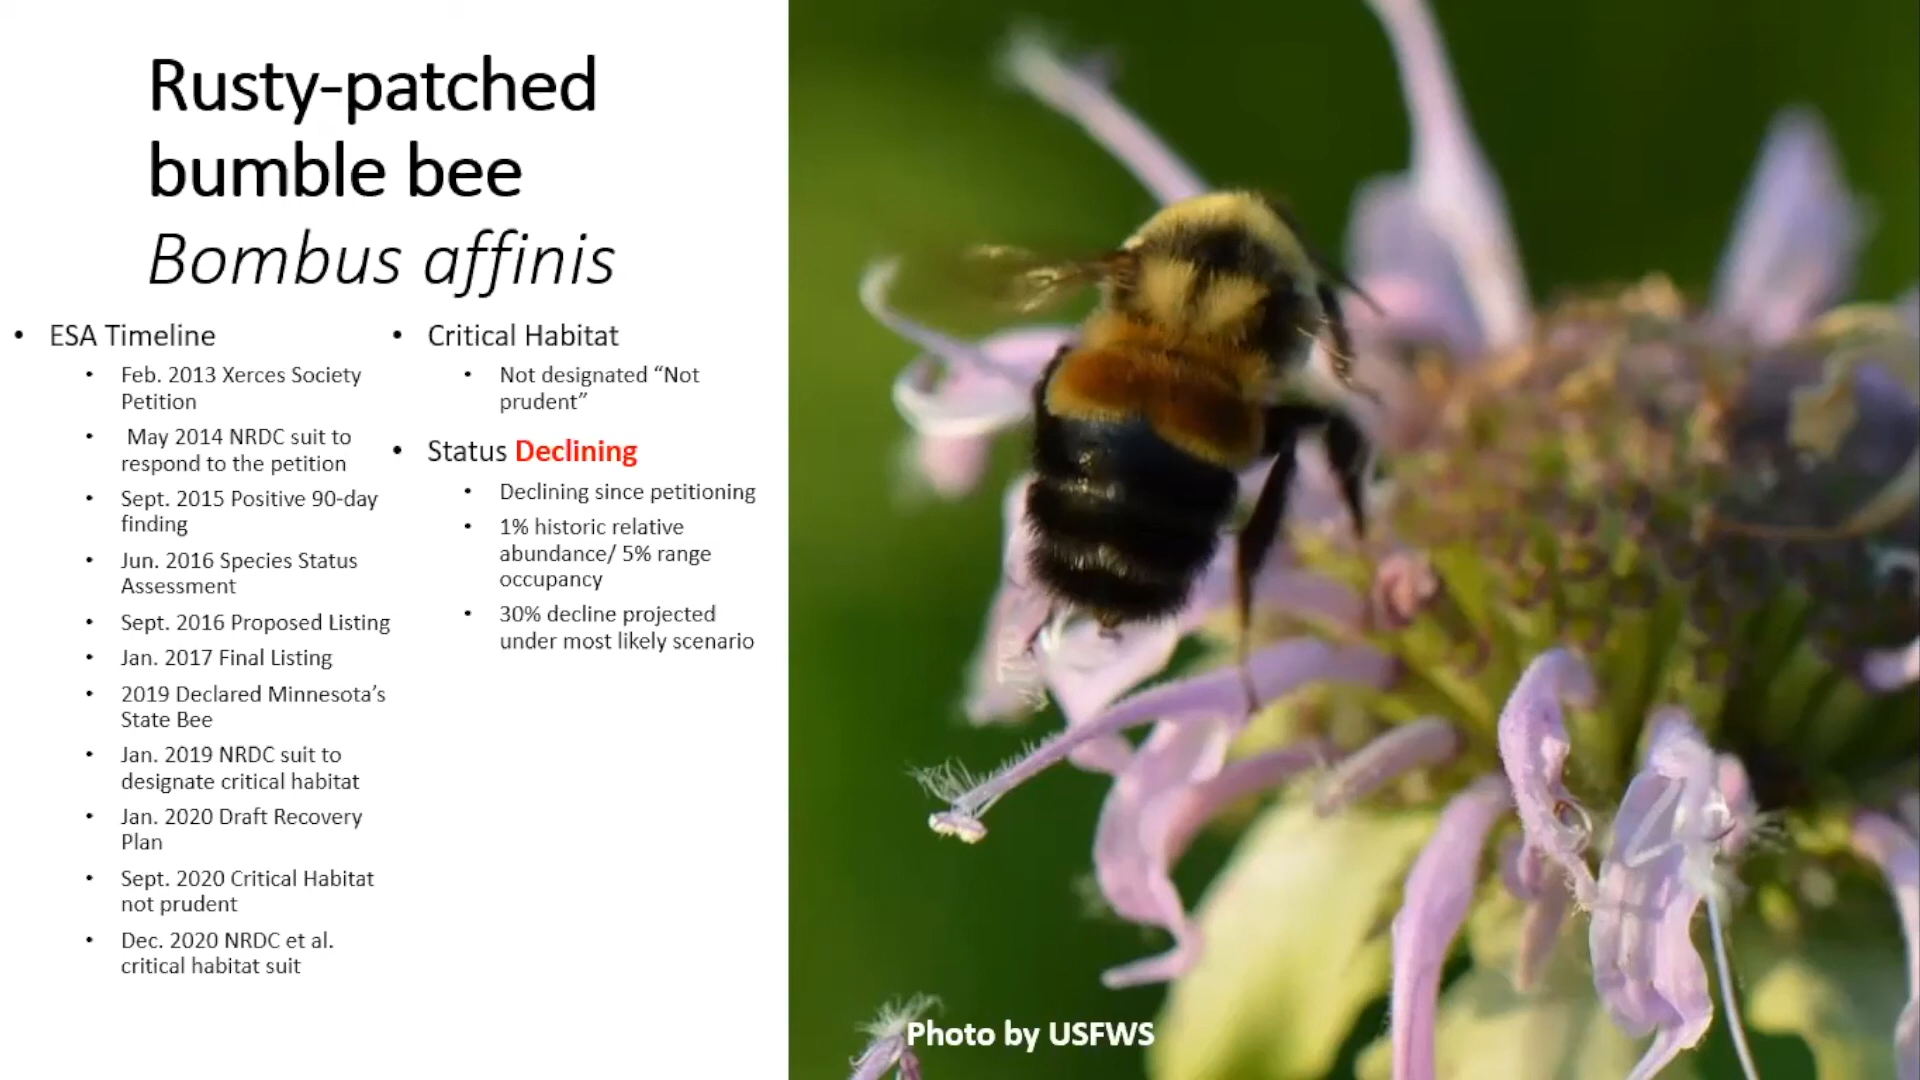 Rusty-patched
bumble bee
Bombus affinis
• ESA Timeline
• Feb. 2013 Xerces Society
Petition
• May 2014 NRDC suit to
respond to the petition
• Sept. 2015 Positive 90-day
finding
• Jun. 2016 Species Status
Assessment
• Sept. 2016 Proposed Listing
• Jan. 2017 Final Listing
• 2019 Declared Minnesota’s
State Bee
• Jan. 2019 NRDC suit to
designate critical habitat
• Jan. 2020 Draft Recovery
Plan
• Sept. 2020 Critical Habitat
not prudent
• Dec. 2020 NRDC et al.
critical habitat suit
• Critical Habitat
• Not designated “Not
prudent”
• Status Declining
• Declining since petitioning
• 1% historic relative
abundance/ 5% range
occupancy
• 30% decline projected
under most likely scenario
Photo by USFWS